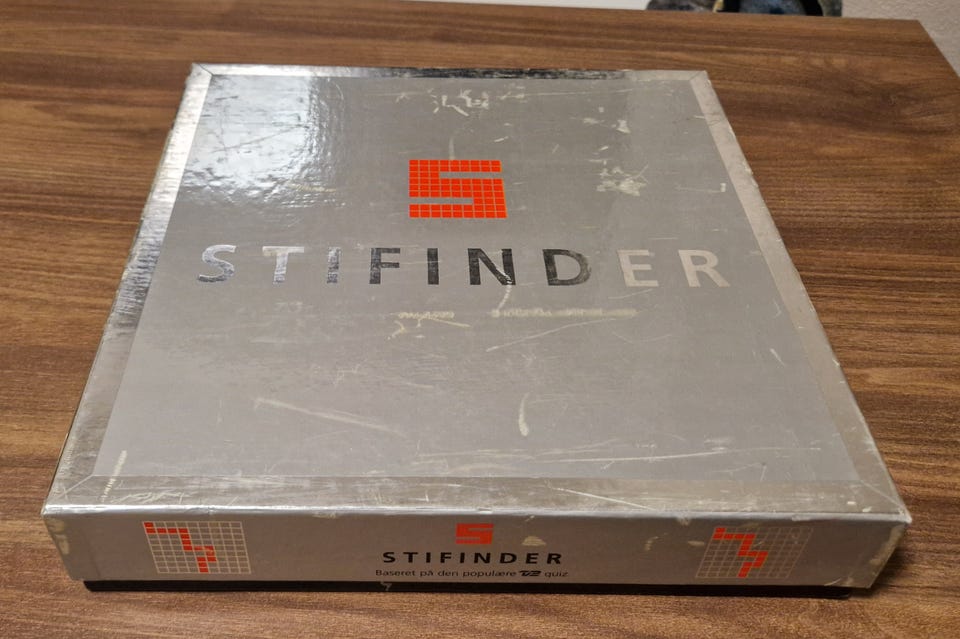 STIFINDER
STIFINDER
Baseret på den populære TV2 quiz